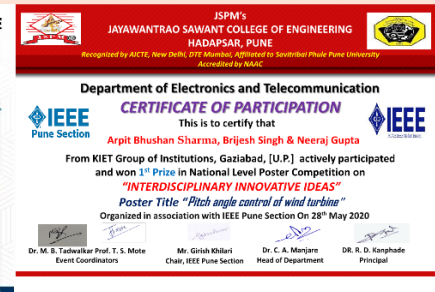 JSPM's
JAYAWANTRAO SAWANT COLLEGE OF ENGINEERING
HADAPSAR, PUNE
Recognized by AICTE, New Delhi, DTE Mumbai, Affiliated to Savitribai Phule Pune University
Accredited by NAAC
Department of Electronics and Telecommunication
CERTIFICATE OF PARTICIPATION
This is to certify that
IEEE
Pune Section
IEEE
Arpit Bhushan Sharma, Brijesh Singh & Neeraj Gupta
From KIET Group of Institutions, Gaziabad, [U.P.] actively participated
and won 1st Prize in National Level Poster Competition on
"INTERDISCIPLINARY INNOVATIVE IDEAS"
Poster Title "Pitch angle control of wind turbine"
Organized in association with IEEE Pune Section On 28th May 2020
Dr. M. B. Tadwalkar Prof. T. S. Mote
Event Coordinators
Mr. Girish Khilari
Chair, IEEE Pune Section
Dr. C. A. Manjare
Head of Department
DR. R. D. Kanphade
Principal